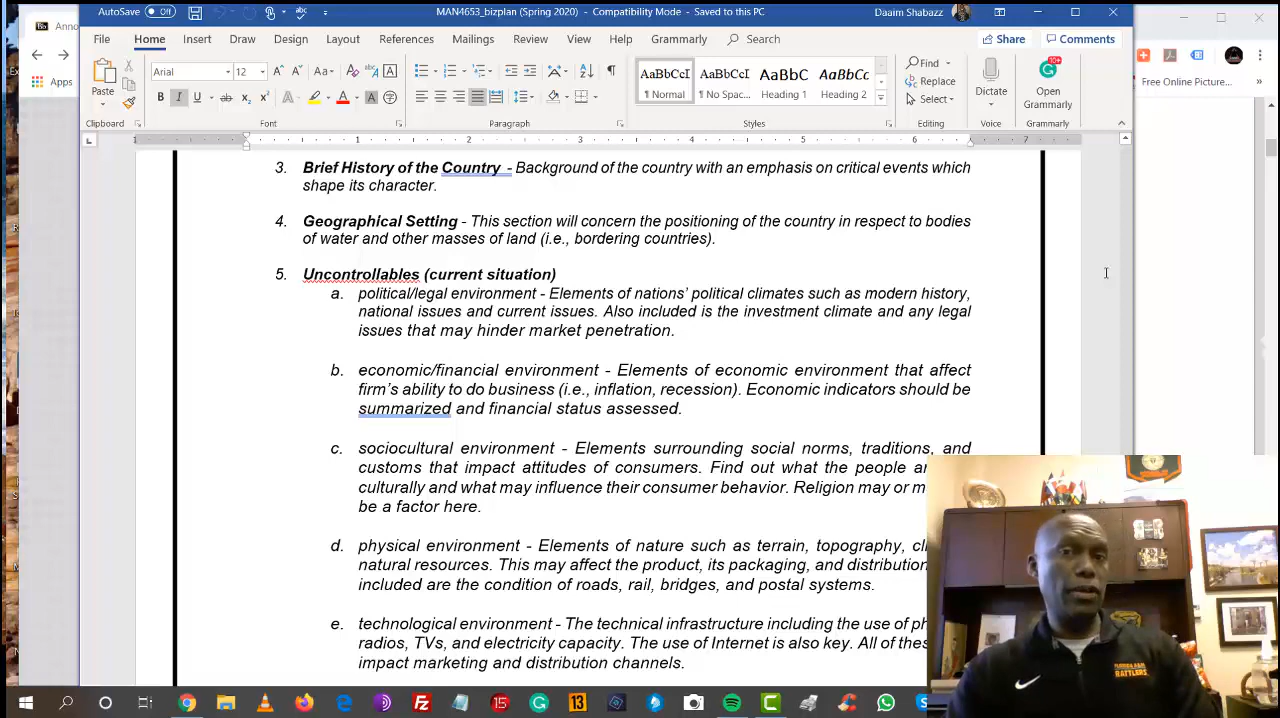 AutoSave Off
MAN4653_bizplan (Spring 2020) - Compatibility Mode - Saved to this PC
Daaim Shabazz
File Home Insert Draw Design Layout References Mailings Review View Help Grammarly Search Share Comments
Apps
Free Online Picture...
Paste
Arial 12
AaBbCcI AaBbCcI AaBbC AaBbCc
Normal No Spac... Heading 1 Heading 2
Find
Replace
Select
Dictate
Open
Grammarly
Clipboard Font Paragraph Styles Editing Voice Grammarly
3. Brief History of the Country - Background of the country with an emphasis on critical events which
shape its character.
4. Geographical Setting - This section will concern the positioning of the country in respect to bodies
of water and other masses of land (i.e., bordering countries).
5. Uncontrollables (current situation)
a. political/legal environment - Elements of nations' political climates such as modern history,
national issues and current issues. Also included is the investment climate and any legal
issues that may hinder market penetration.
b. economic/financial environment - Elements of economic environment that affect
firm's ability to do business (i.e., inflation, recession). Economic indicators should be
summarized and financial status assessed.
c. sociocultural environment - Elements surrounding social norms, traditions, and
customs that impact attitudes of consumers. Find out what the people
culturally and what may influence their consumer behavior. Religion may or
be a factor here.
d. physical environment - Elements of nature such as terrain, topography,
natural resources. This may affect the product, its packaging, and distribution
included are the condition of roads, rail, bridges, and postal systems.
e. technological environment - The technical infrastructure including the use of
radios, TVs, and electricity capacity. The use of Internet is also key. All of
impact marketing and distribution channels.
FLORIDA A&M
RATTLERS